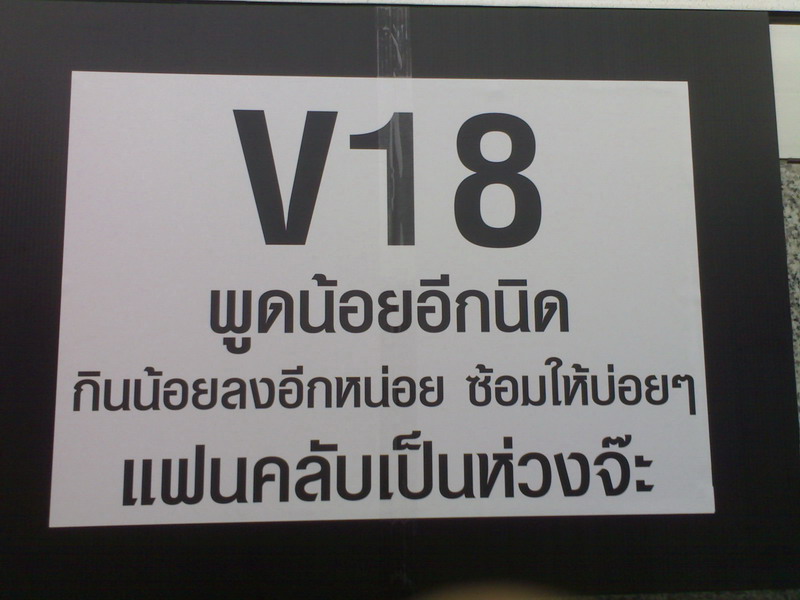 V18
พูดน้อยอีกนิด
กินน้อยลงอีกหน่อย ซ้อมให้บ่อยๆ
แฟนคลับเป็นห่วงจ๊ะ